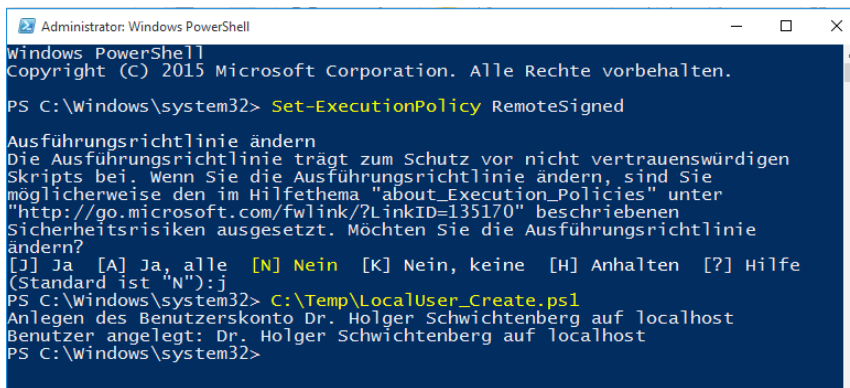 Administrator: Windows PowerShell
Windows PowerShell
Copyright (C) 2015 Microsoft Corporation. Alle Rechte vorbehalten.
PS C:\Windows\system32> Set-ExecutionPolicy RemoteSigned
Ausführungsrichtlinie ändern
Die Ausführungsrichtlinie trägt zum Schutz vor nicht vertrauenswürdigen
Skripts bei. Wenn Sie die Ausführungsrichtlinie ändern, sind Sie
möglicherweise den im Hilfethema "about_Execution_Policies" unter
"http://go.microsoft.com/fwlink/?LinkID=135170" beschriebenen
Sicherheitsrisiken ausgesetzt. Möchten Sie die Ausführungsrichtlinie
ändern?
[J] Ja  [A] Ja, alle  [N] Nein  [K] Nein, keine  [H] Anhalten  [?] Hilfe
(Standard ist "N"):j
PS C:\Windows\system32> C:\Temp\LocalUser_Create.ps1
Anlegen des Benutzerskonto Dr. Holger Schwichtenberg auf localhost
Benutzer angelegt: Dr. Holger Schwichtenberg auf localhost
PS C:\Windows\system32>